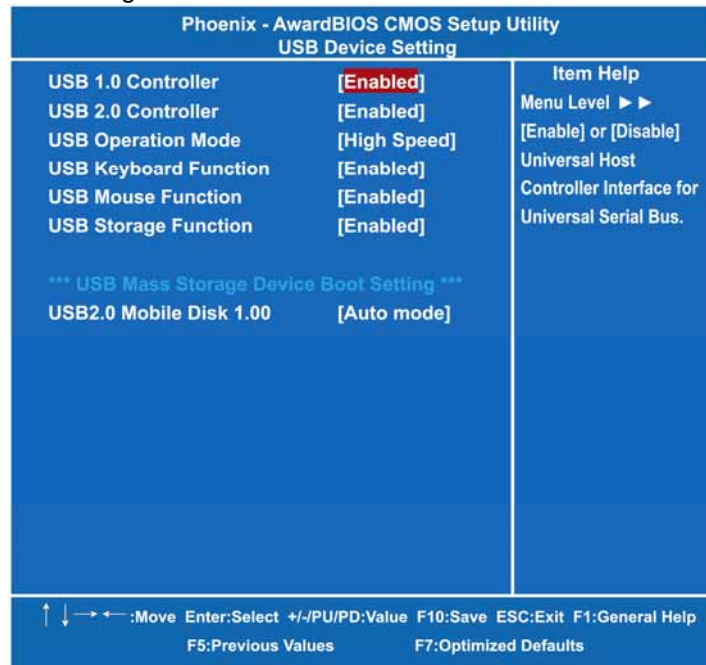 Phoenix - AwardBIOS CMOS Setup Utility
USB Device Setting
USB 1.0 Controller [Enabled]
USB 2.0 Controller [Enabled]
USB Operation Mode [High Speed]
USB Keyboard Function [Enabled]
USB Mouse Function [Enabled]
USB Storage Function [Enabled]
*** USB Mass Storage Device Boot Setting ***
USB2.0 Mobile Disk 1.00 [Auto mode]
Item Help
Menu Level ►►
[Enable] or [Disable]
Universal Host
Controller Interface for
Universal Serial Bus.
↑ ↓ → ← :Move Enter:Select +/-/PU/PD:Value F10:Save ESC:Exit F1:General Help
F5:Previous Values F7:Optimized Defaults